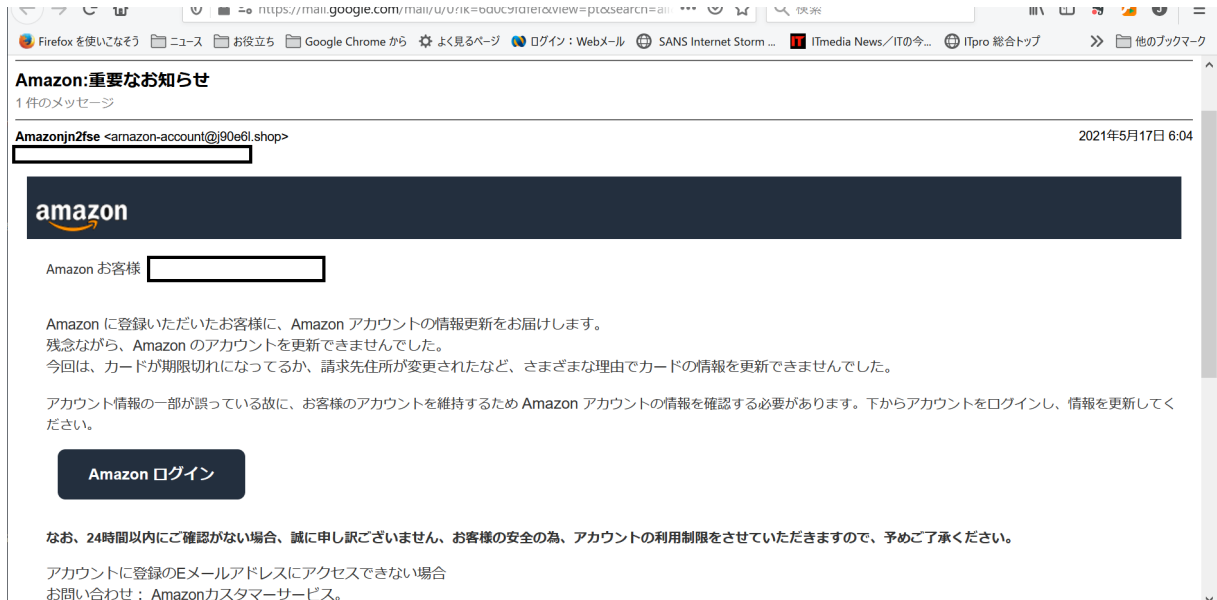 https://mail.google.com/mail/u/0?ik=6d0c9fdfef&view=pt&search=al
検索
Firefox を使いこなそう ニュース お役立ち Google Chrome から よく見るページ ログイン：Webメール SANS Internet Storm ... ITmedia News／ITの今... ITpro 総合トップ 他のブックマーク
Amazon:重要なお知らせ
1 件のメッセージ
Amazonjn2fse <arnazon-account@j90e6l.shop> 2021年5月17日 6:04
amazon
Amazon お客様
Amazon に登録いただいたお客様に、Amazon アカウントの情報更新をお届けします。
残念ながら、Amazon のアカウントを更新できませんでした。
今回は、カードが期限切れになってるか、請求先住所が変更されたなど、さまざまな理由でカードの情報を更新できませんでした。
アカウント情報の一部が誤っている故に、お客様のアカウントを維持するため Amazon アカウントの情報を確認する必要があります。下からアカウントをログインし、情報を更新してく
ださい。
Amazon ログイン
なお、24時間以内にご確認がない場合、誠に申し訳ございません、お客様の安全の為、アカウントの利用制限をさせていただきますので、予めご了承ください。
アカウントに登録のEメールアドレスにアクセスできない場合
お問い合わせ： Amazonカスタマーサービス。